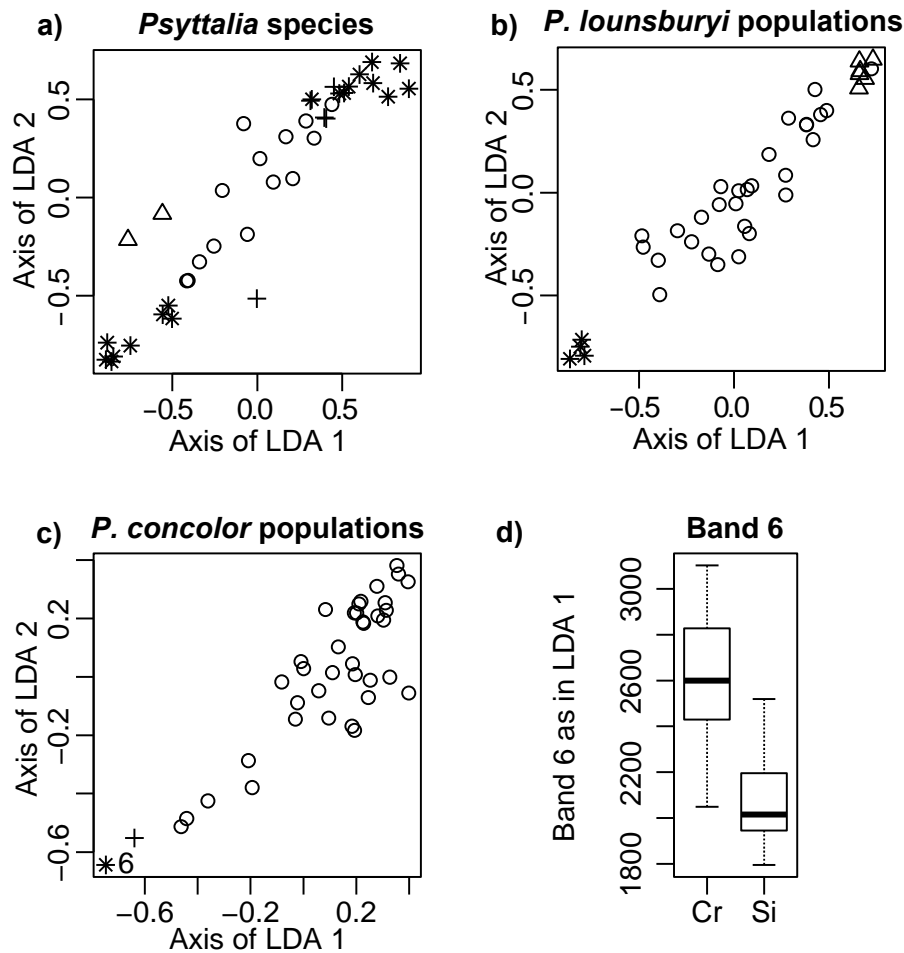 a) Psyttalia species
Axis of LDA 2
0.5
0.0
−0.5
−0.5 0.0 0.5
Axis of LDA 1
b) P. lounsburyi populations
Axis of LDA 2
0.5
0.0
−0.5
−0.5 0.0 0.5
Axis of LDA 1
c) P. concolor populations
Axis of LDA 2
0.2
−0.2
−0.6
6
−0.6 −0.2 0.2
Axis of LDA 1
d) Band 6
Band 6 as in LDA 1
3000
2600
2200
1800
Cr Si